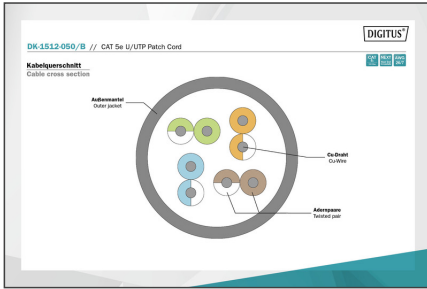 DIGITUS®
DK-1512-050/B // CAT 5e U/UTP Patch Cord
Kabelquerschnitt
Cable cross section
Außenmantel
Outer jacket
Cu-Draht
Cu-Wire
Aderspaare
Twisted pair